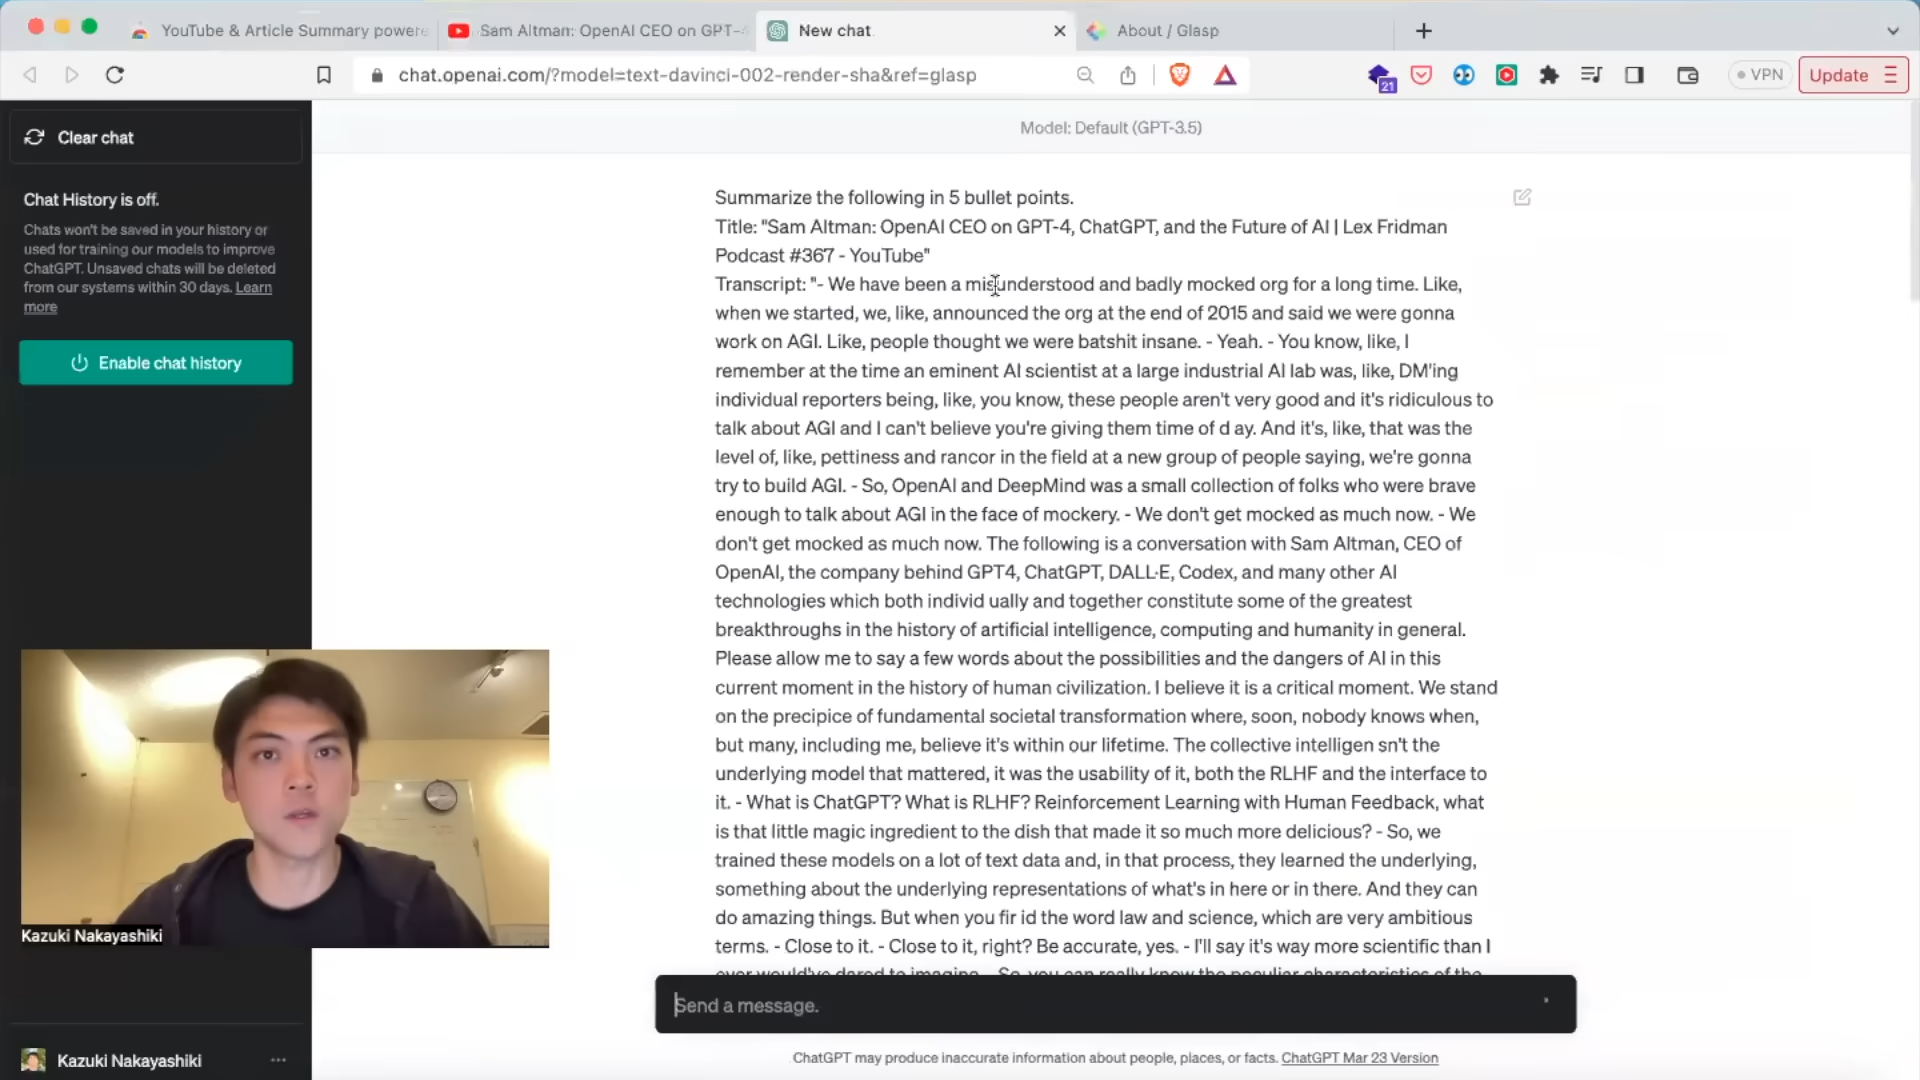 YouTube & Article Summary powere
Sam Altman: OpenAI CEO on GPT-4
New chat
About / Glasp
chat.openai.com/?model=text-davinci-002-render-sha&ref=glasp
21
VPN
Update
Clear chat
Model: Default (GPT-3.5)
Chat History is off.
Chats won't be saved in your history or
used for training our models to improve
ChatGPT. Unsaved chats will be deleted
from our systems within 30 days. Learn
more
Enable chat history
Summarize the following in 5 bullet points.
Title: "Sam Altman: OpenAI CEO on GPT-4, ChatGPT, and the Future of AI | Lex Fridman
Podcast #367 - YouTube"
Transcript: "- We have been a misunderstood and badly mocked org for a long time. Like,
when we started, we, like, announced the org at the end of 2015 and said we were gonna
work on AGI. Like, people thought we were batshit insane. - Yeah. - You know, like, I
remember at the time an eminent AI scientist at a large industrial AI lab was, like, DM'ing
individual reporters being, like, you know, these people aren't very good and it's ridiculous to
talk about AGI and I can't believe you're giving them time of d ay. And it's, like, that was the
level of, like, pettiness and rancor in the field at a new group of people saying, we're gonna
try to build AGI. - So, OpenAI and DeepMind was a small collection of folks who were brave
enough to talk about AGI in the face of mockery. - We don't get mocked as much now. - We
don't get mocked as much now. The following is a conversation with Sam Altman, CEO of
OpenAI, the company behind GPT4, ChatGPT, DALL·E, Codex, and many other AI
technologies which both individ ually and together constitute some of the greatest
breakthroughs in the history of artificial intelligence, computing and humanity in general.
Please allow me to say a few words about the possibilities and the dangers of AI in this
current moment in the history of human civilization. I believe it is a critical moment. We stand
on the precipice of fundamental societal transformation where, soon, nobody knows when,
but many, including me, believe it's within our lifetime. The collective intelligen sn't the
underlying model that mattered, it was the usability of it, both the RLHF and the interface to
it. - What is ChatGPT? What is RLHF? Reinforcement Learning with Human Feedback, what
is that little magic ingredient to the dish that made it so much more delicious? - So, we
trained these models on a lot of text data and, in that process, they learned the underlying,
something about the underlying representations of what's in here or in there. And they can
do amazing things. But when you fir id the word law and science, which are very ambitious
terms. - Close to it. - Close to it, right? Be accurate, yes. - I'll say it's way more scientific than I
ever would've dared to imagine. - So, you can really know the peculiar characteristics of the
Send a message.
ChatGPT may produce inaccurate information about people, places, or facts. ChatGPT Mar 23 Version
Kazuki Nakayashiki
Kazuki Nakayashiki